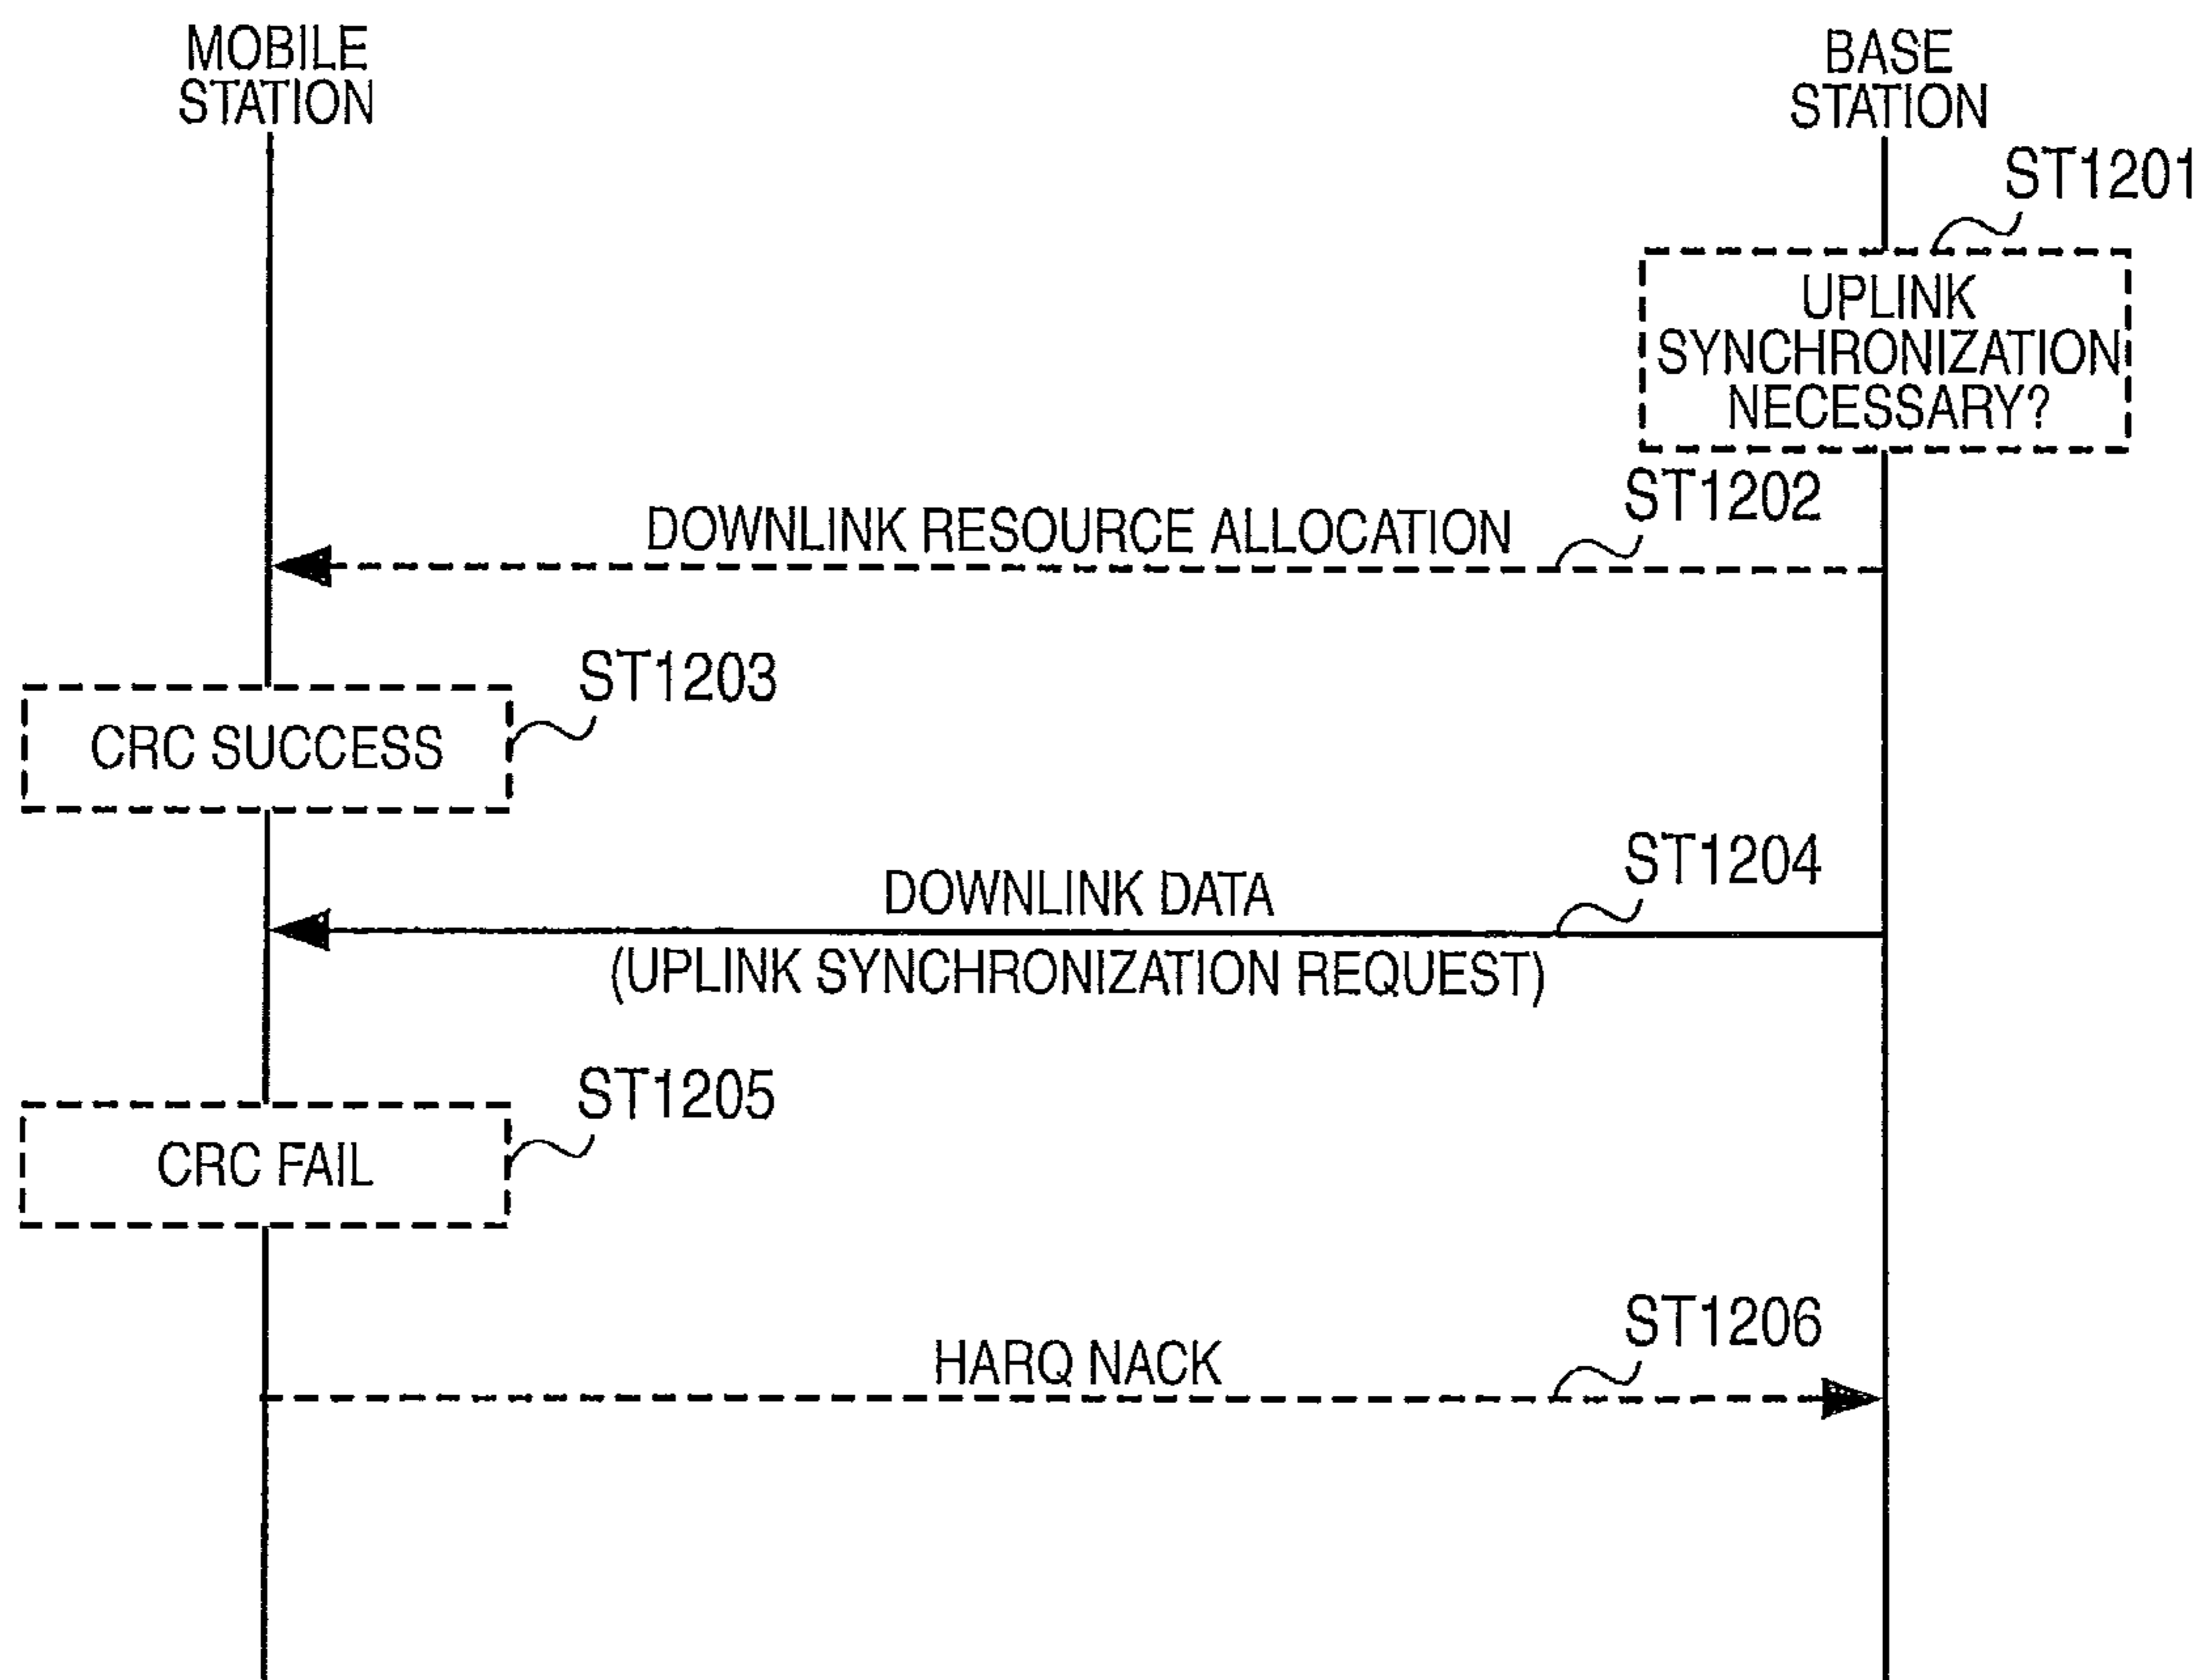 MOBILE
STATION
BASE
STATION
ST1201
UPLINK
SYNCHRONIZATION
NECESSARY?
ST1202
DOWNLINK RESOURCE ALLOCATION
ST1203
CRC SUCCESS
ST1204
DOWNLINK DATA
(UPLINK SYNCHRONIZATION REQUEST)
ST1205
CRC FAIL
ST1206
HARQ NACK